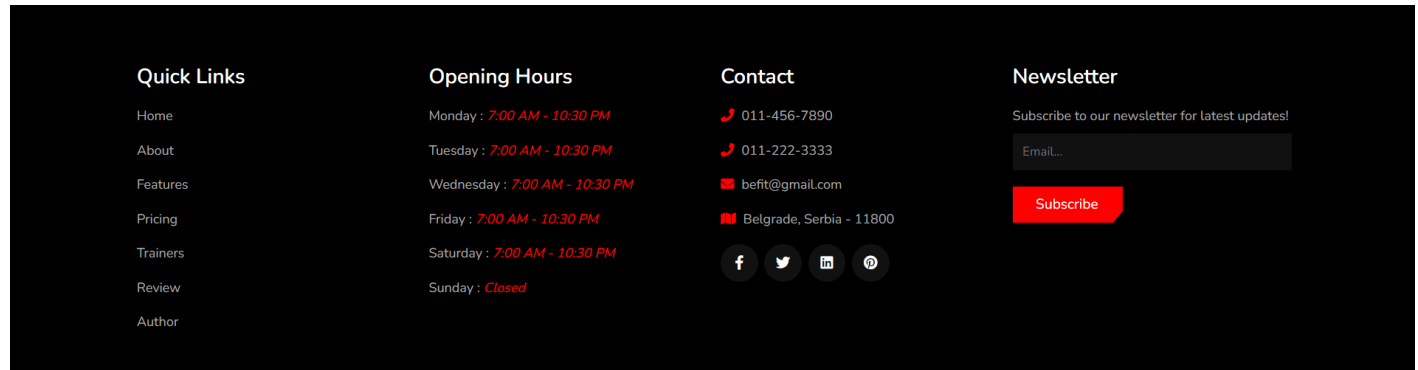 Quick Links
Home
About
Features
Pricing
Trainers
Review
Author
Opening Hours
Monday : 7:00 AM - 10:30 PM
Tuesday : 7:00 AM - 10:30 PM
Wednesday : 7:00 AM - 10:30 PM
Friday : 7:00 AM - 10:30 PM
Saturday : 7:00 AM - 10:30 PM
Sunday : Closed
Contact
011-456-7890
011-222-3333
befit@gmail.com
Belgrade, Serbia - 11800
Newsletter
Subscribe to our newsletter for latest updates!
Email...
Subscribe